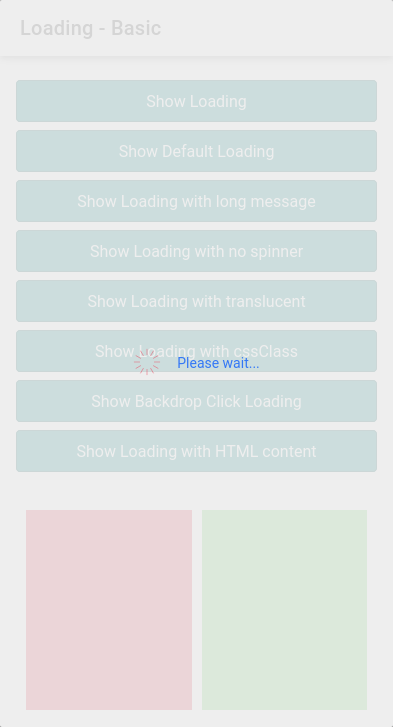 Loading - Basic
Show Loading
Show Default Loading
Show Loading with long message
Show Loading with no spinner
Show Loading with translucent
Show Loading with cssClass
Please wait...
Show Backdrop Click Loading
Show Loading with HTML content